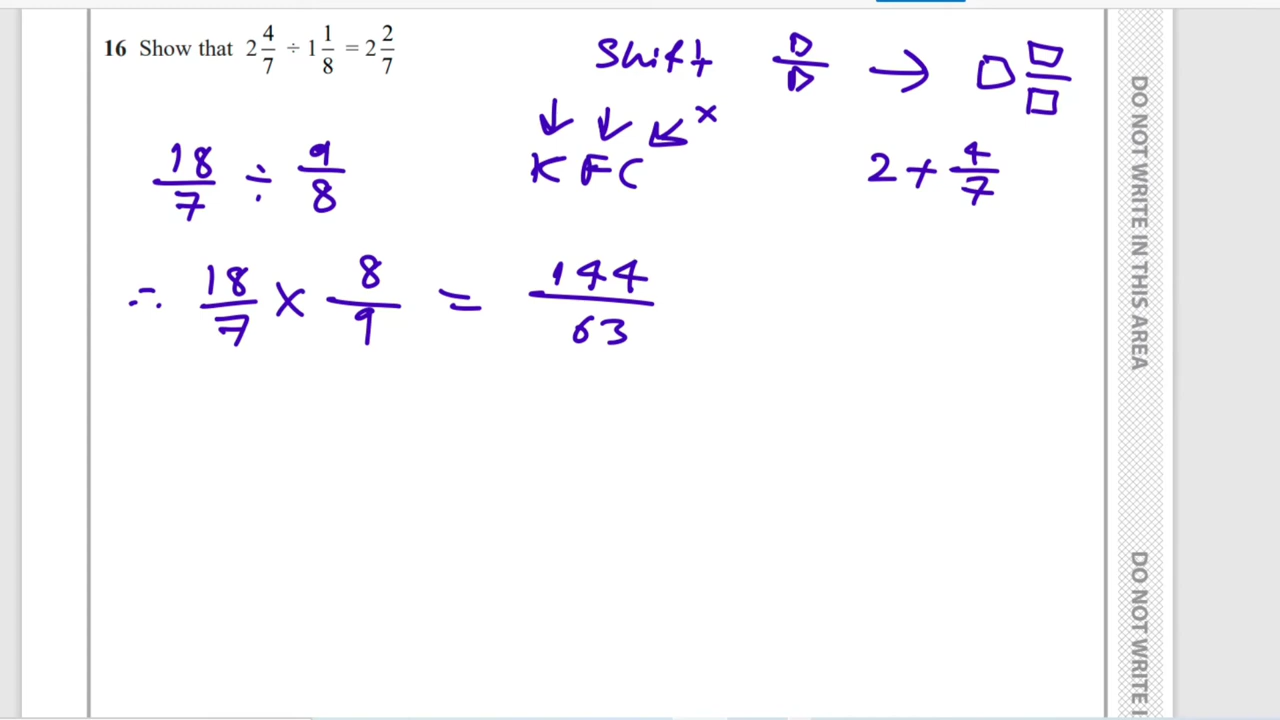 16 Show that 2 4/7 ÷ 1 1/8 = 2 2/7
Shift □/□ → □ □/□
K F C ×
18/7 ÷ 9/8
2 + 4/7
∴ 18/7 × 8/9 = 144/63
DO NOT WRITE IN THIS AREA
DO NOT WRITE I